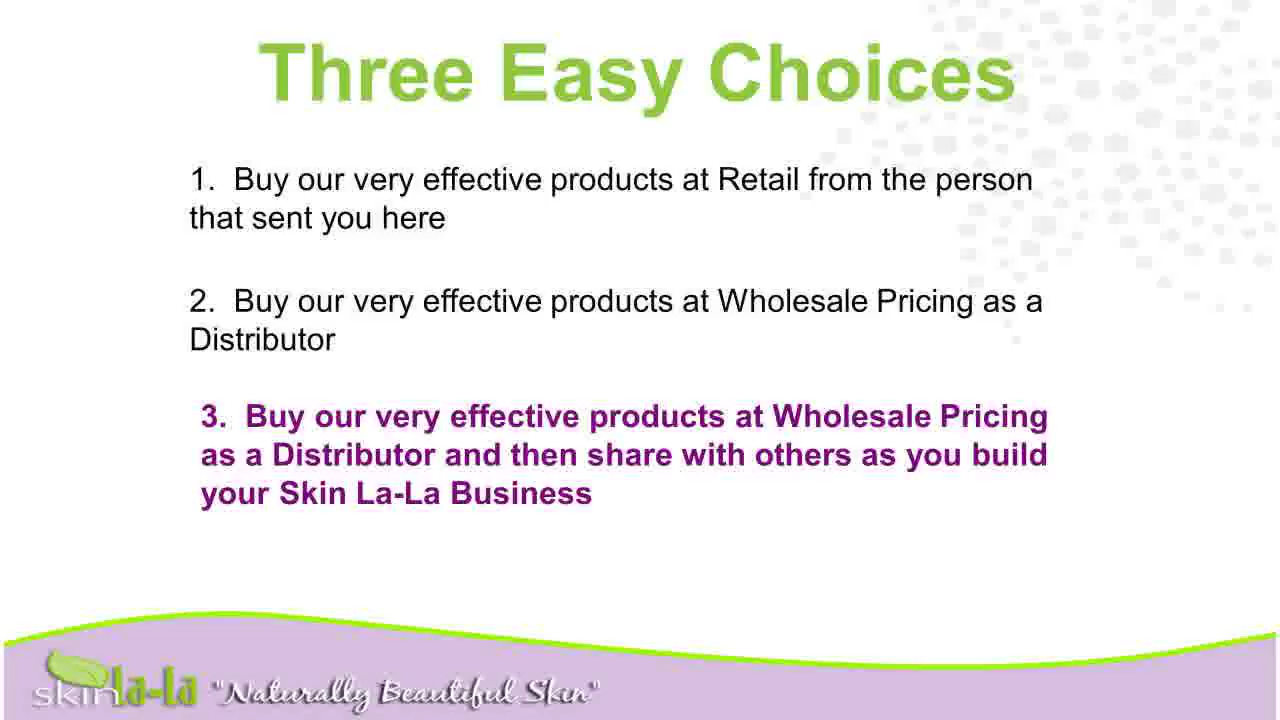 Three Easy Choices
1. Buy our very effective products at Retail from the person
that sent you here
2. Buy our very effective products at Wholesale Pricing as a
Distributor
3. Buy our very effective products at Wholesale Pricing
as a Distributor and then share with others as you build
your Skin La-La Business
skin la-la "Naturally Beautiful Skin"